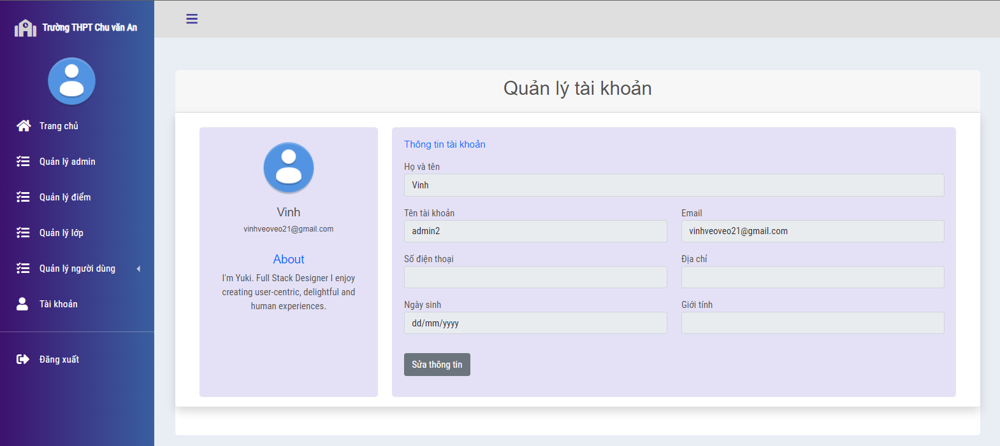 Trường THPT Chu văn An
Trang chủ
Quản lý admin
Quản lý điểm
Quản lý lớp
Quản lý người dùng
Tài khoản
Đăng xuất
Quản lý tài khoản
Vinh
vinhveoveo21@gmail.com
About
I'm Yuki. Full Stack Designer I enjoy
creating user-centric, delightful and
human experiences.
Thông tin tài khoản
Họ và tên
Vinh
Tên tài khoản
admin2
Email
vinhveoveo21@gmail.com
Số điện thoại
Địa chỉ
Ngày sinh
dd/mm/yyyy
Giới tính
Sửa thông tin